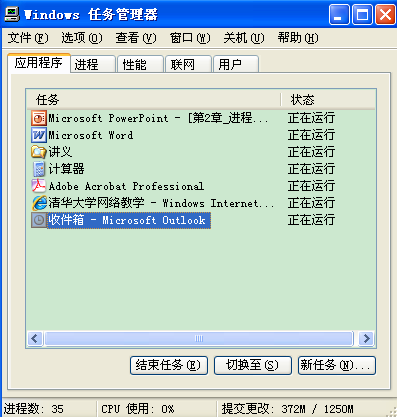 Windows 任务管理器
文件(F) 选项(O) 查看(V) 窗口(W) 关机(U) 帮助(H)
应用程序 进程 性能 联网 用户
任务 状态
Microsoft PowerPoint - [第2章_进程... 正在运行
Microsoft Word 正在运行
讲义 正在运行
计算器 正在运行
Adobe Acrobat Professional 正在运行
清华大学网络教学 - Windows Internet... 正在运行
收件箱 - Microsoft Outlook 正在运行
结束任务(E) 切换至(S) 新任务(N)...
进程数: 35 CPU 使用: 0% 提交更改: 372M / 1250M